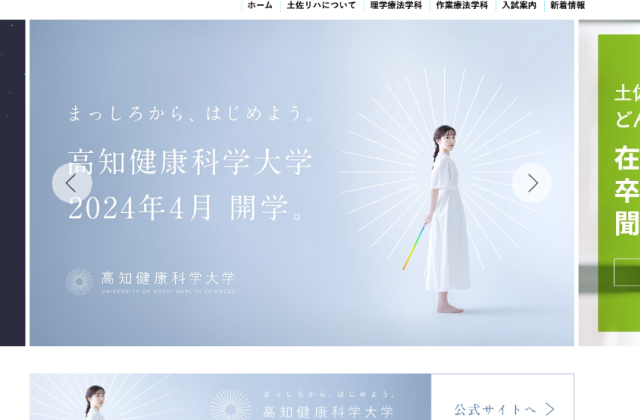 ホーム 土佐リハについて 理学療法学科 作業療法学科 入試案内 新着情報
まっしろから、はじめよう。
高知健康科学大学
2024年4月 開学。
高知健康科学大学
UNIVERSITY OF KOCHI HEALTH SCIENCES
土佐
どん
在
卒
聞
まっしろから、はじめよう。
高知健康科学大学
公式サイトへ